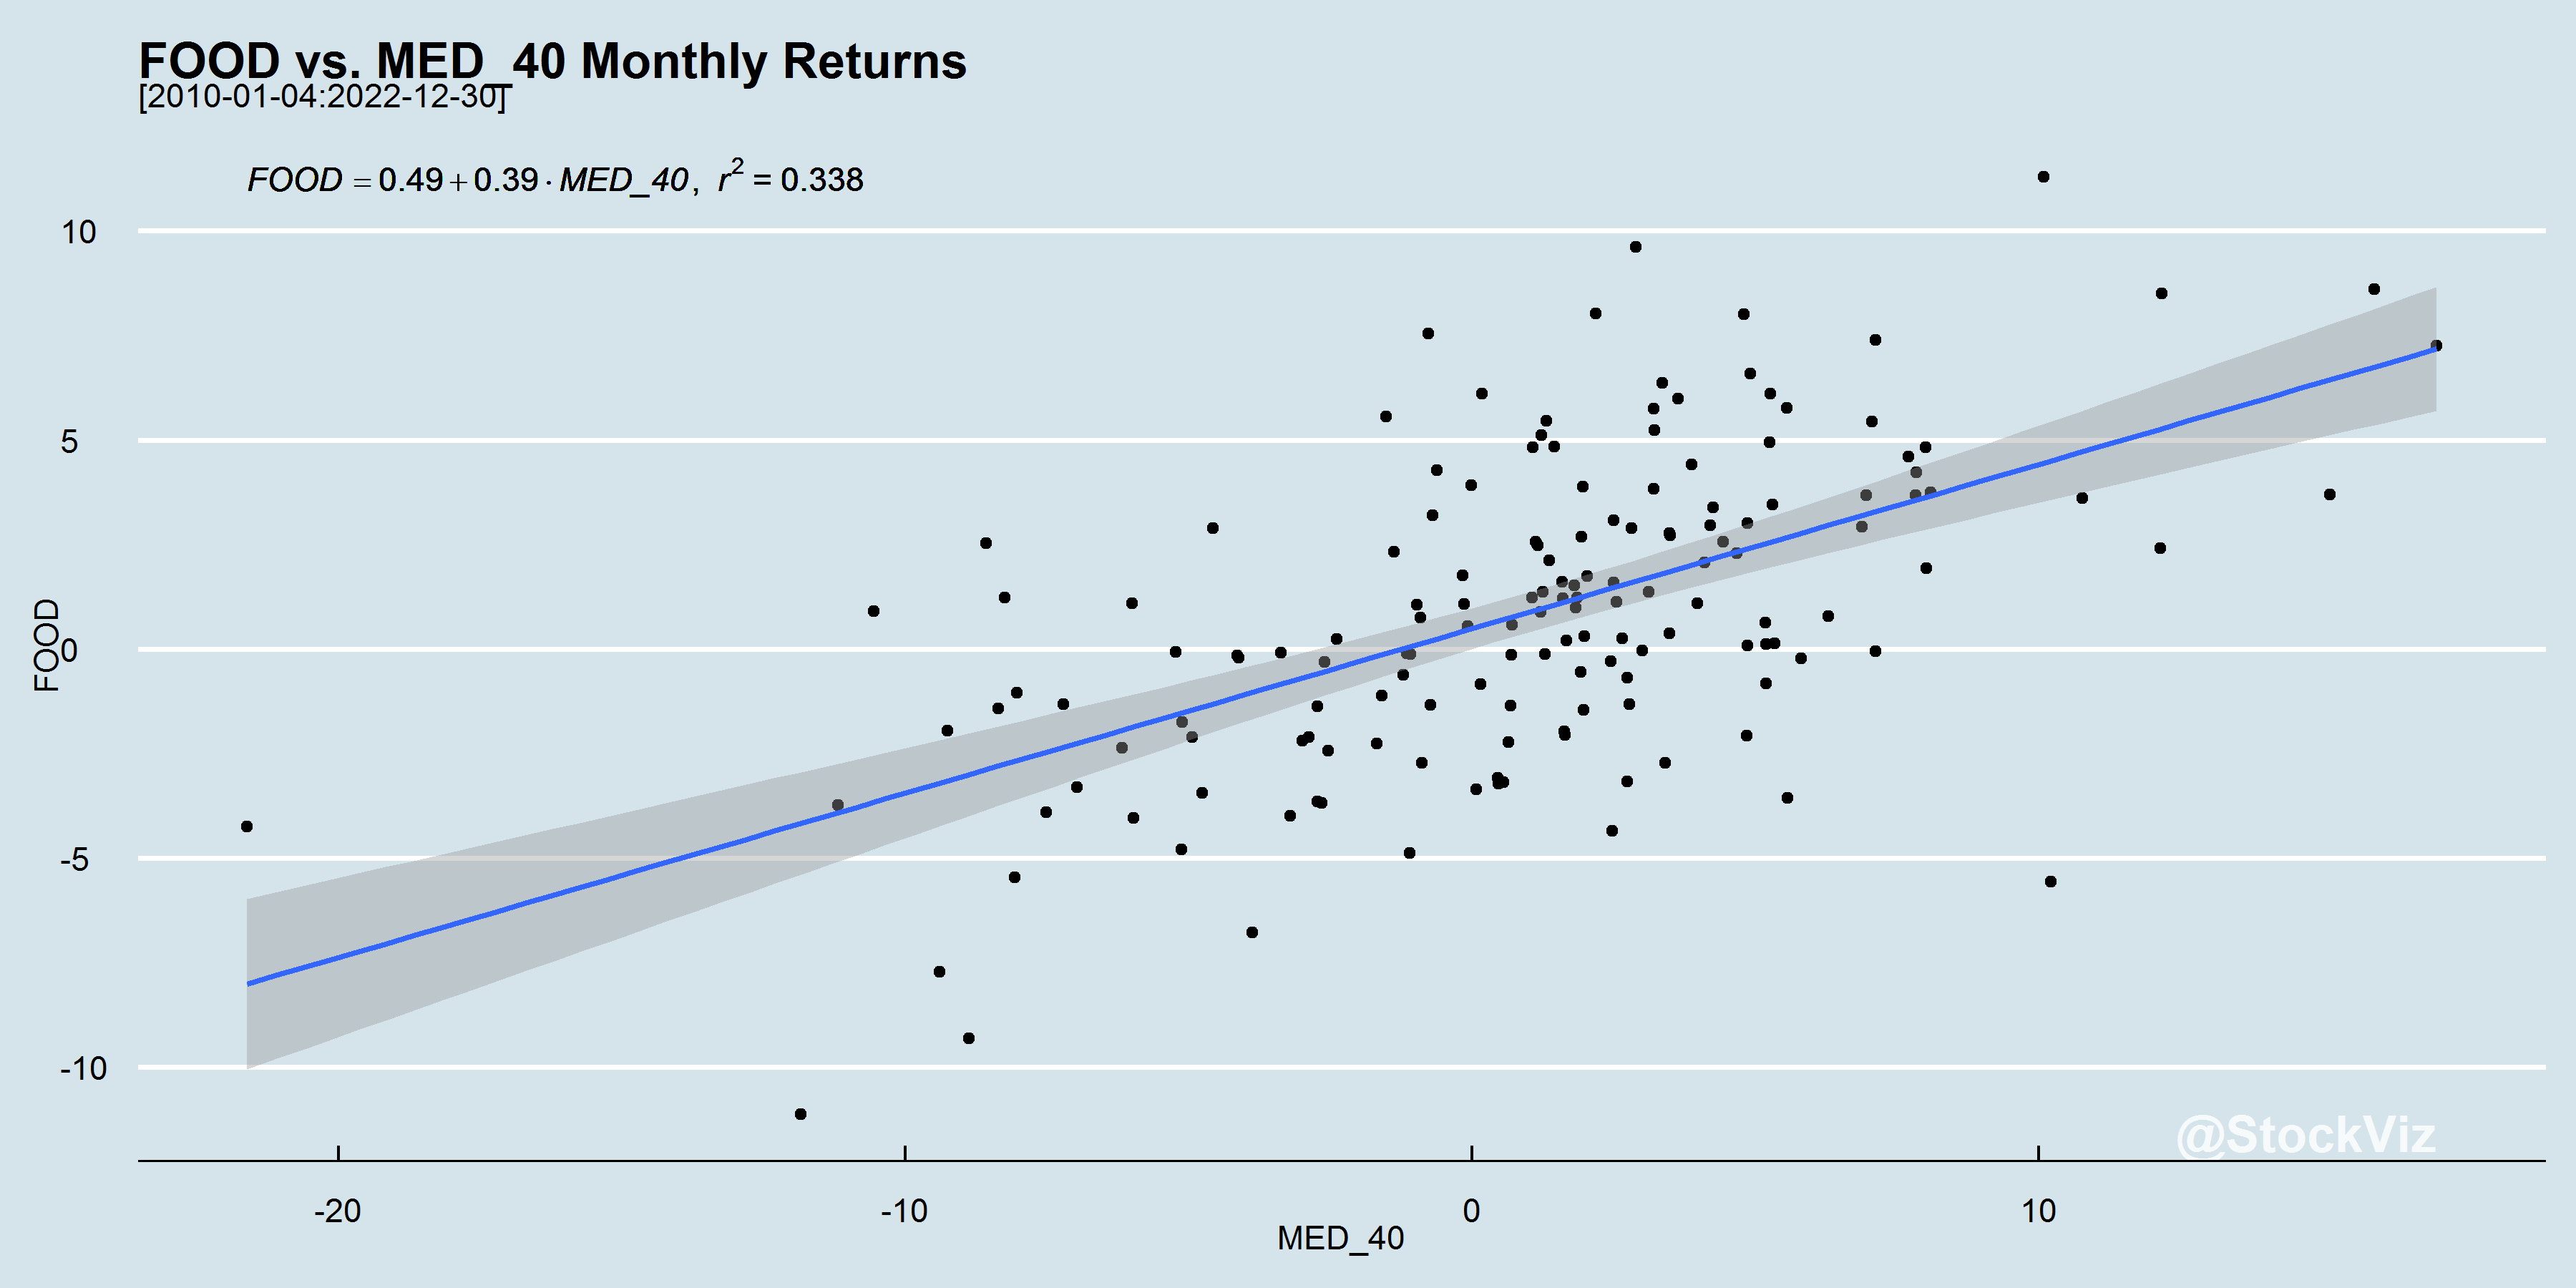 FOOD vs. MED_40 Monthly Returns
[2010-01-04:2022-12-30]
FOOD = 0.49 + 0.39 · MED_40, r² = 0.338
10
5
0
-5
-10
FOOD
-20 -10 0 10
MED_40
@StockViz